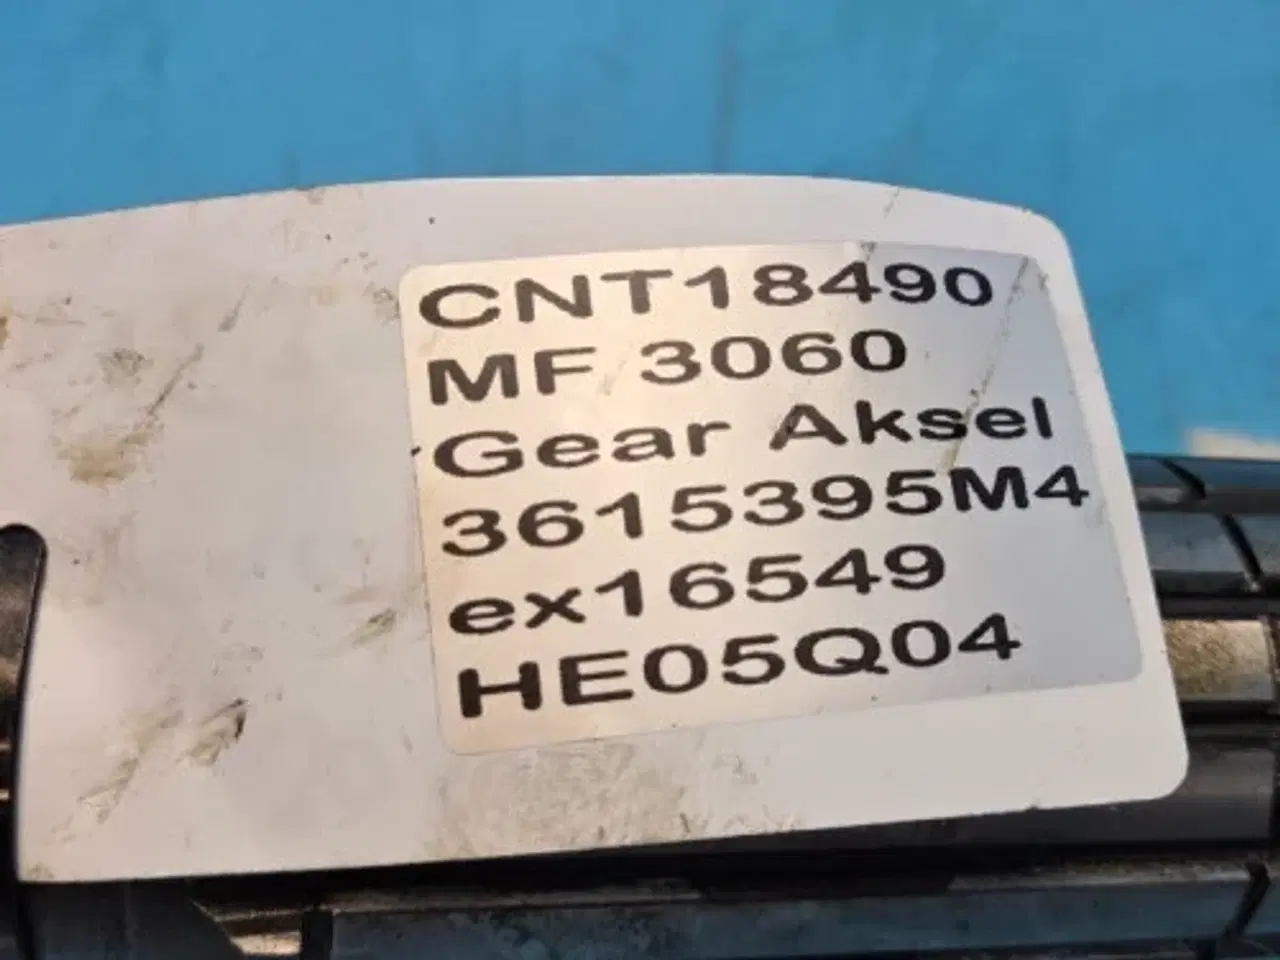 CNT18490
MF 3060
Gear Aksel
3615395M4
ex16549
HE05Q04